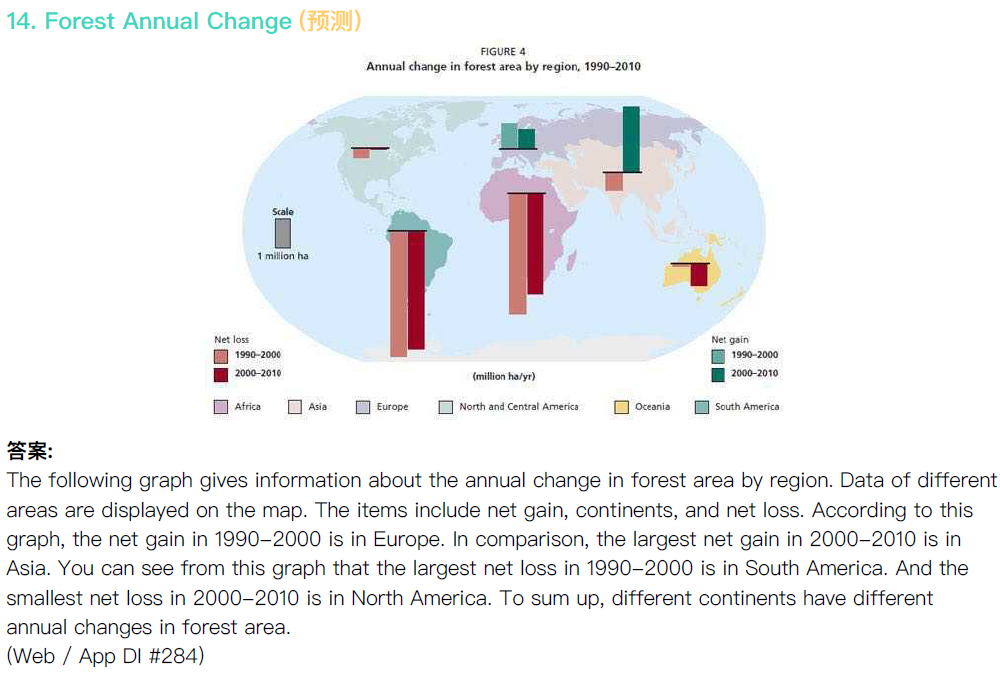 14. Forest Annual Change (预测)
FIGURE 4
Annual change in forest area by region, 1990–2010
Scale
1 million ha
Net loss
1990–2000
2000–2010
(million ha/yr)
Net gain
1990–2000
2000–2010
Africa
Asia
Europe
North and Central America
Oceania
South America
答案:
The following graph gives information about the annual change in forest area by region. Data of different
areas are displayed on the map. The items include net gain, continents, and net loss. According to this
graph, the net gain in 1990–2000 is in Europe. In comparison, the largest net gain in 2000–2010 is in
Asia. You can see from this graph that the largest net loss in 1990–2000 is in South America. And the
smallest net loss in 2000–2010 is in North America. To sum up, different continents have different
annual changes in forest area.
(Web / App DI #284)